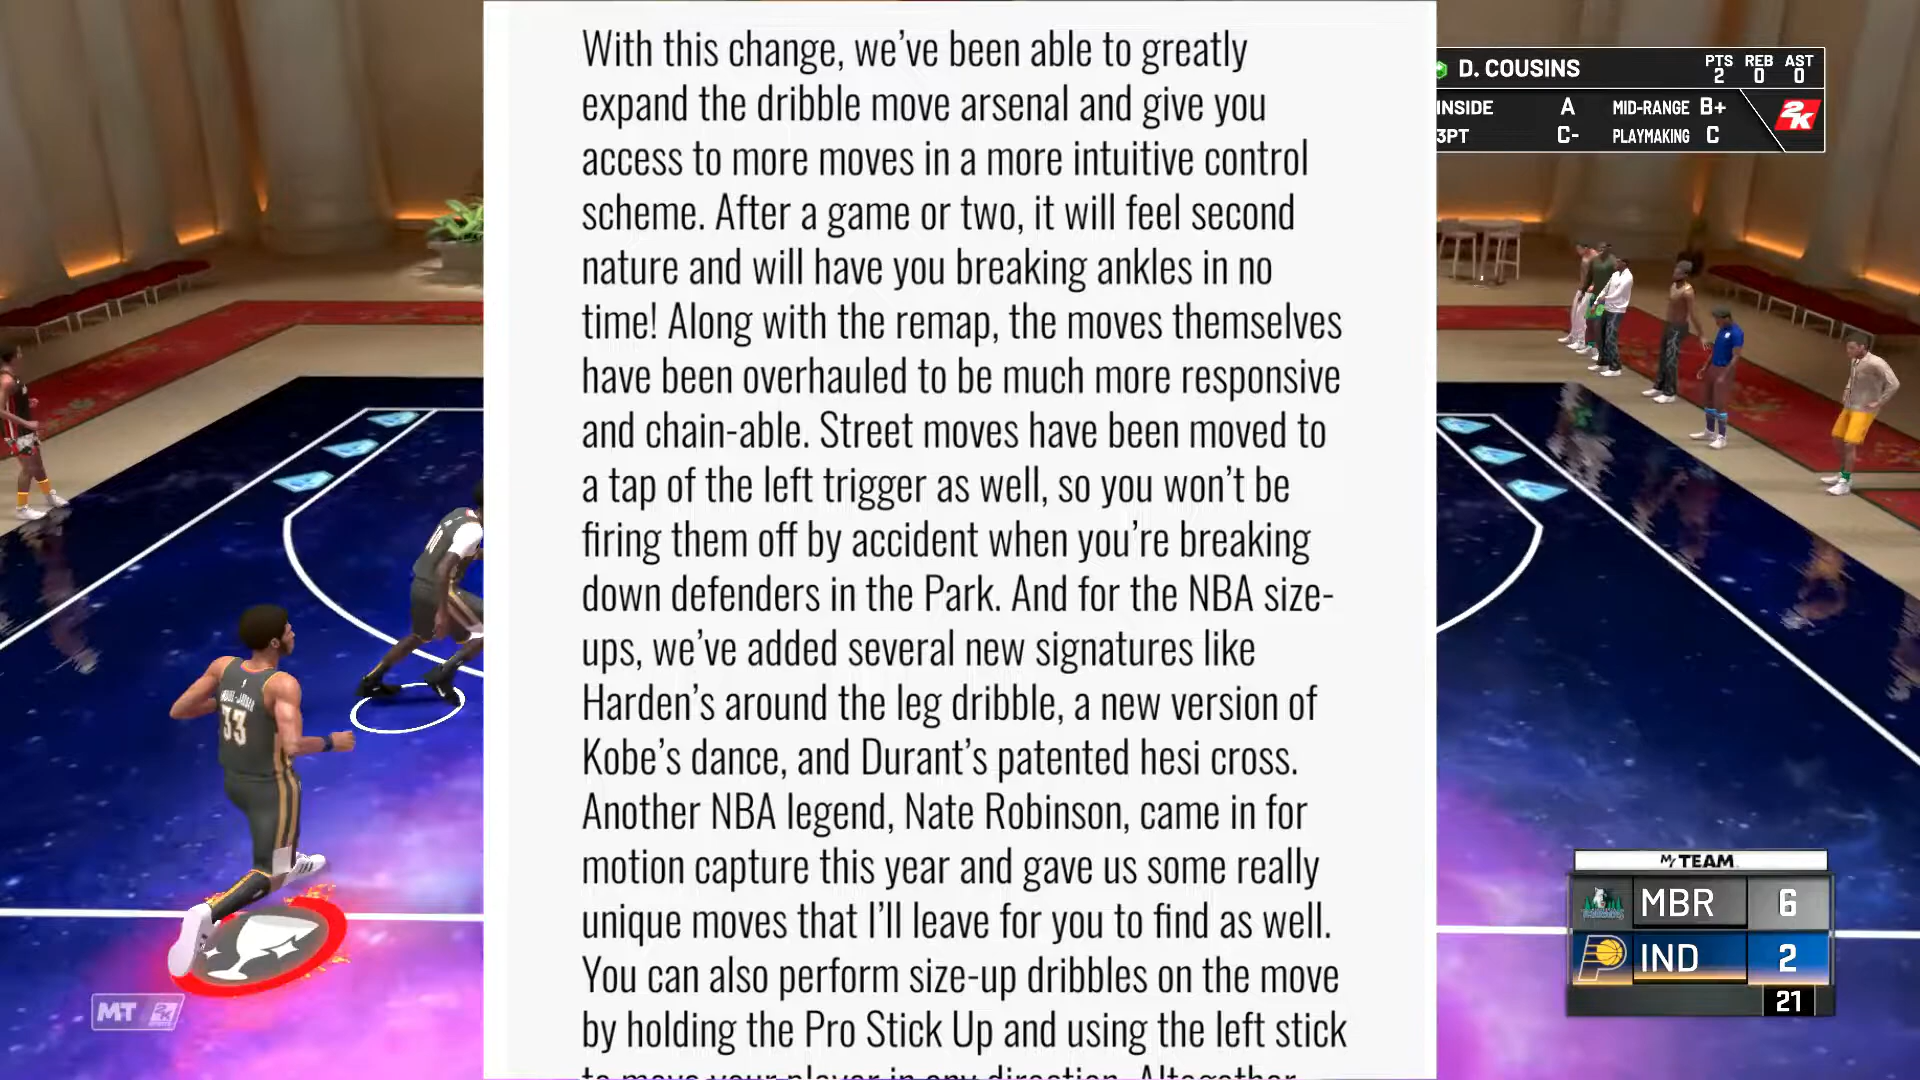 With this change, we've been able to greatly
expand the dribble move arsenal and give you
access to more moves in a more intuitive control
scheme. After a game or two, it will feel second
nature and will have you breaking ankles in no
time! Along with the remap, the moves themselves
have been overhauled to be much more responsive
and chain-able. Street moves have been moved to
a tap of the left trigger as well, so you won't be
firing them off by accident when you're breaking
down defenders in the Park. And for the NBA size-
ups, we've added several new signatures like
Harden's around the leg dribble, a new version of
Kobe's dance, and Durant's patented hesi cross.
Another NBA legend, Nate Robinson, came in for
motion capture this year and gave us some really
unique moves that I'll leave for you to find as well.
You can also perform size-up dribbles on the move
by holding the Pro Stick Up and using the left stick
to move your player in any direction. Altogether
D. COUSINS PTS REB AST
2 0 0
INSIDE A MID-RANGE B+
3PT C- PLAYMAKING C
2K
33
MT 2K
MyTEAM
MBR 6
IND 2
21